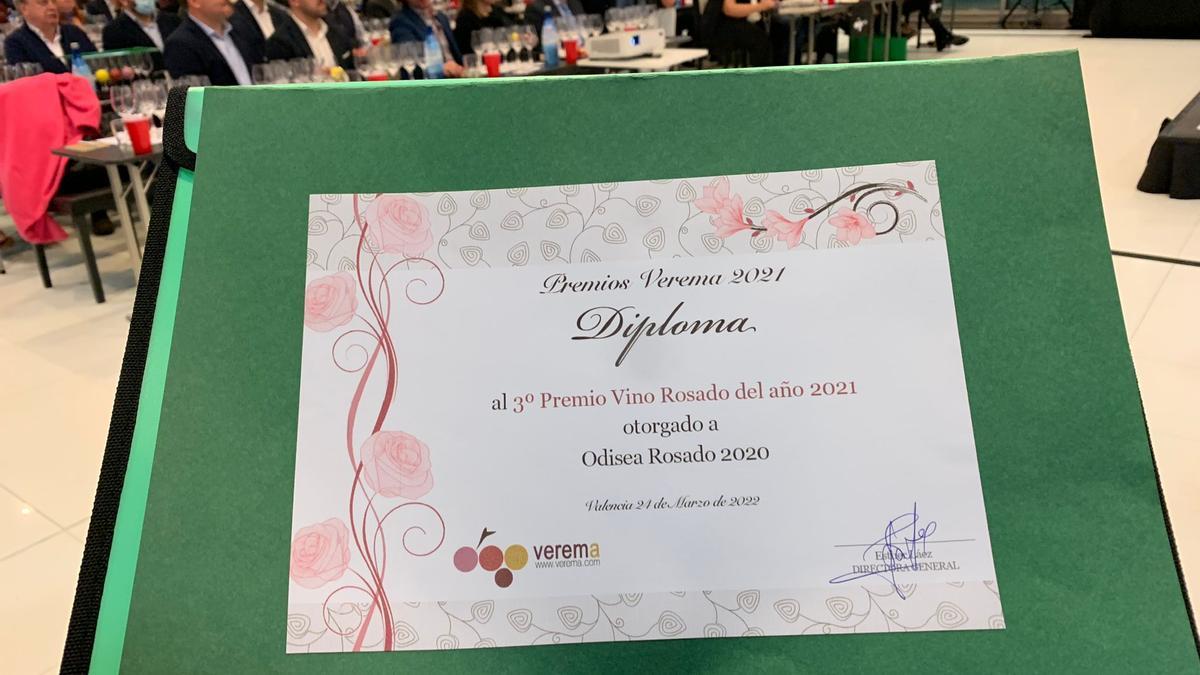 Premios Verema 2021
Diploma
al 3º Premio Vino Rosado del año 2021
otorgado a
Odisea Rosado 2020
Valencia 24 de Marzo de 2022
verema
www.verema.com
DIRECTORA GENERAL